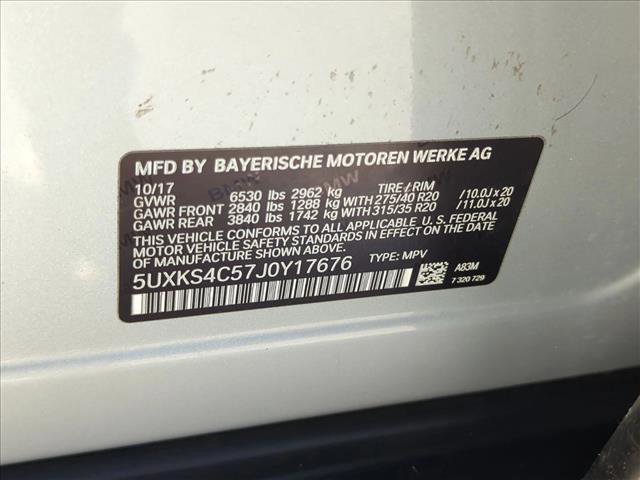 MFD BY BAYERISCHE MOTOREN WERKE AG
10/17 TIRE/RIM
GVWR 6530 lbs 2962 kg
GAWR FRONT 2840 lbs 1288 kg WITH 275/40 R20 /10.0J x 20
GAWR REAR 3840 lbs 1742 kg WITH 315/35 R20 /11.0J x 20
THIS VEHICLE CONFORMS TO ALL APPLICABLE U.S. FEDERAL
MOTOR VEHICLE SAFETY STANDARDS IN EFFECT ON THE DATE
OF MANUFACTURE SHOWN ABOVE.
5UXKS4C57J0Y17676 TYPE: MPV
A83M
7 320 729